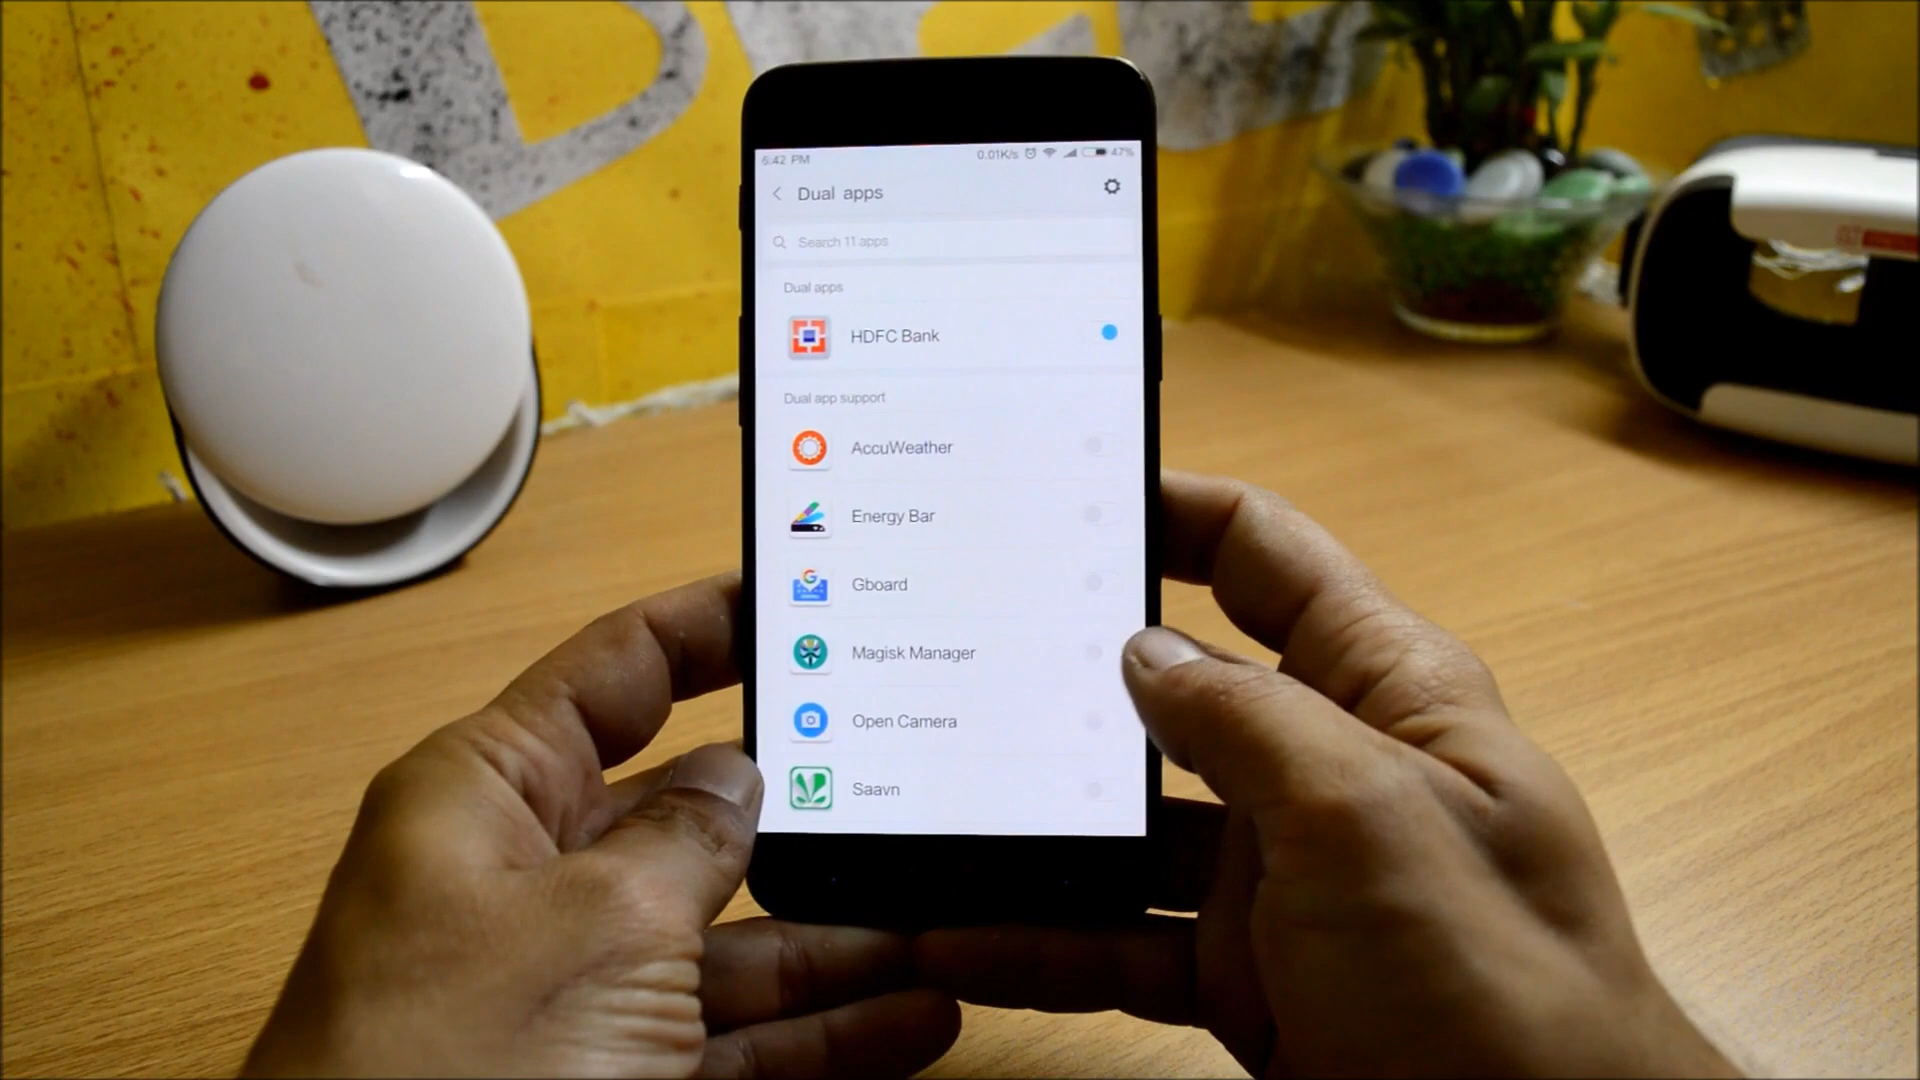 6:42 PM 0.01K/s 47%
Dual apps
Search 11 apps
Dual apps
HDFC Bank
Dual app support
AccuWeather
Energy Bar
Gboard
Magisk Manager
Open Camera
Saavn